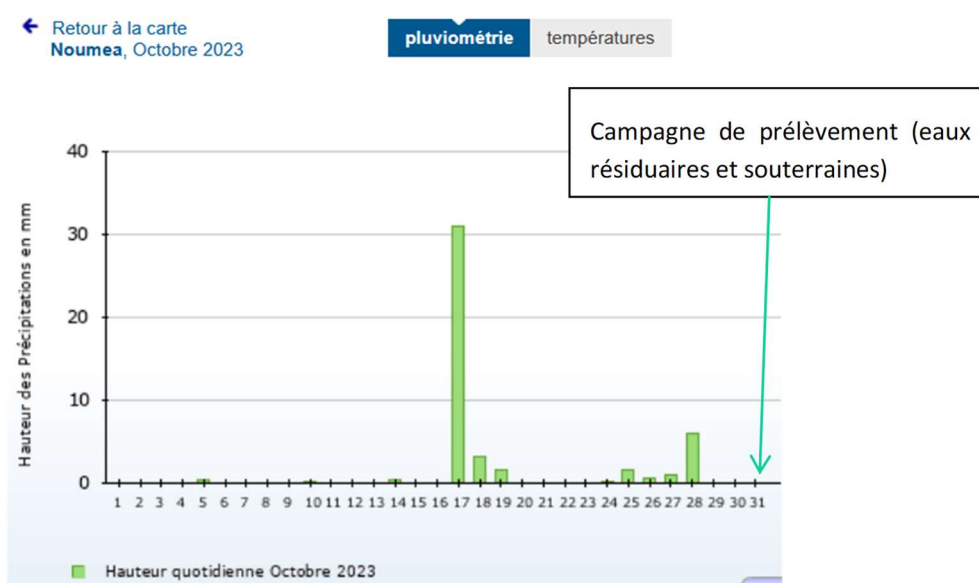 Retour à la carte
Noumea, Octobre 2023
pluviométrie
températures
Campagne de prélèvement (eaux
résiduaires et souterraines)
Hauteur des Précipitations en mm
40
30
20
10
0
1 2 3 4 5 6 7 8 9 10 11 12 13 14 15 16 17 18 19 20 21 22 23 24 25 26 27 28 29 30 31
Hauteur quotidienne Octobre 2023